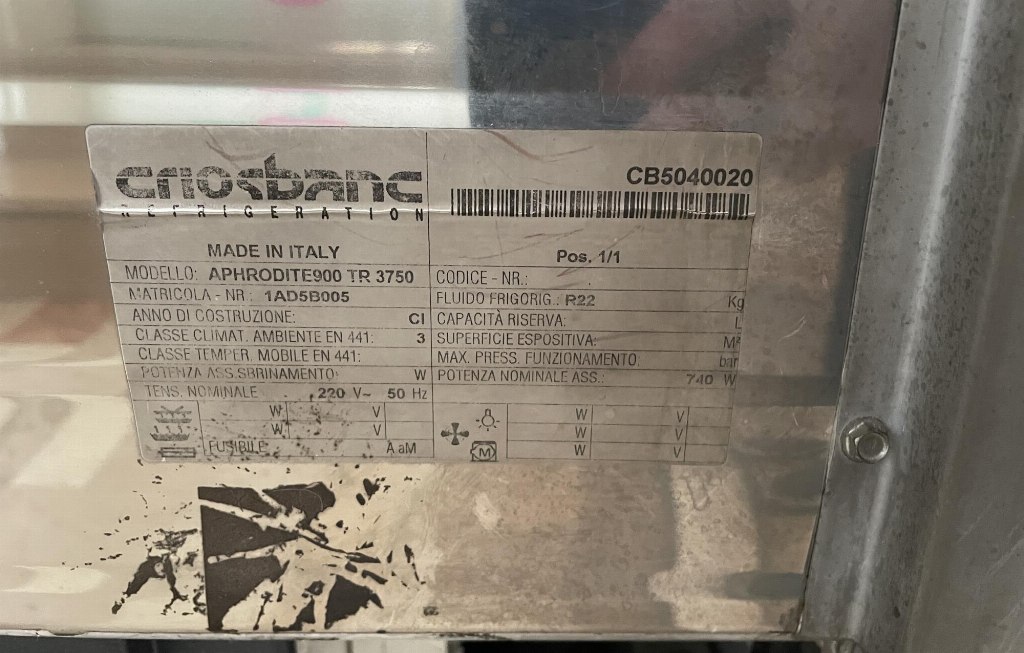 criosbanc
REFRIGERATION
MADE IN ITALY
MODELLO: APHRODITE900 TR 3750
MATRICOLA - NR: 1AD5B005
ANNO DI COSTRUZIONE: CI
CLASSE CLIMAT. AMBIENTE EN 441: 3
CLASSE TEMPER. MOBILE EN 441:
POTENZA ASS.SBRINAMENTO: W
TENS. NOMINALE 220 V~ 50 Hz
W V
W V
FUSIBILE A aM
CB5040020
Pos. 1/1
CODICE - NR.:
FLUIDO FRIGORIG.: R22 Kg
CAPACITÀ RISERVA: L
SUPERFICIE ESPOSITIVA: M²
MAX. PRESS. FUNZIONAMENTO bar
POTENZA NOMINALE ASS.: 740 W
W V
W V
M W V